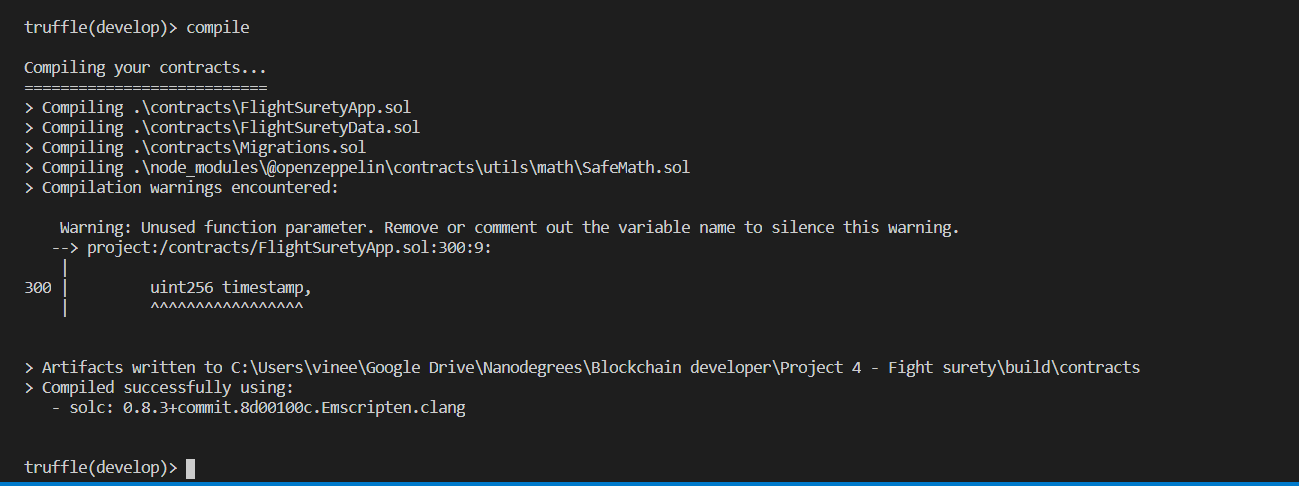 truffle(develop)> compile
Compiling your contracts...
===========================
> Compiling .\contracts\FlightSuretyApp.sol
> Compiling .\contracts\FlightSuretyData.sol
> Compiling .\contracts\Migrations.sol
> Compiling .\node_modules\@openzeppelin\contracts\utils\math\SafeMath.sol
> Compilation warnings encountered:
    Warning: Unused function parameter. Remove or comment out the variable name to silence this warning.
   --> project:/contracts/FlightSuretyApp.sol:300:9:
    |
300 |         uint256 timestamp,
    |         ^^^^^^^^^^^^^^^^^
> Artifacts written to C:\Users\vinee\Google Drive\Nanodegrees\Blockchain developer\Project 4 - Fight surety\build\contracts
> Compiled successfully using:
   - solc: 0.8.3+commit.8d00100c.Emscripten.clang
truffle(develop)>